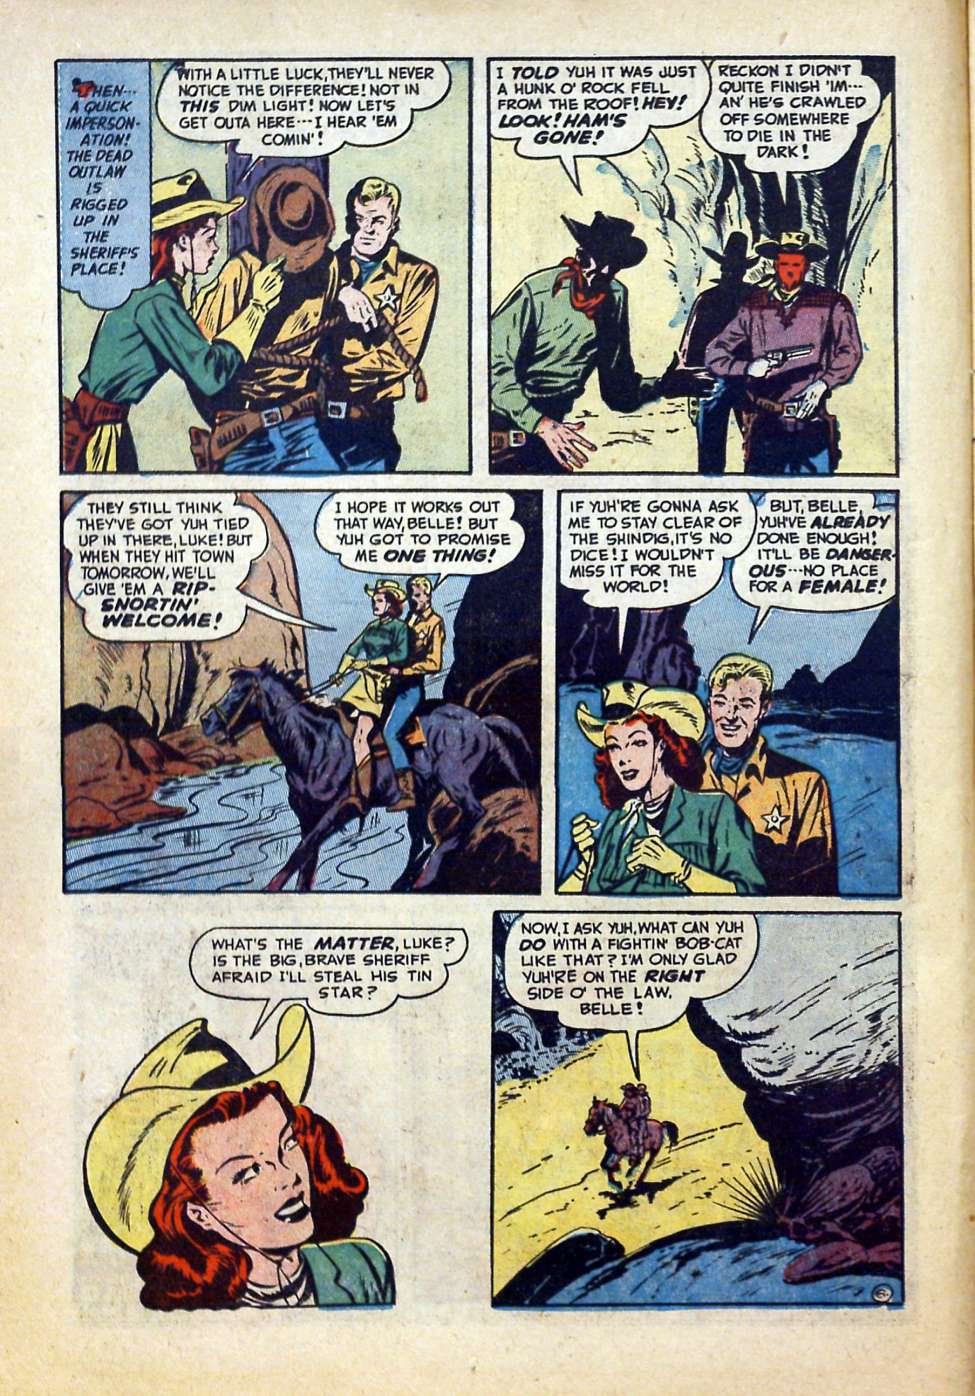 "THEN---
A QUICK
IMPERSON-
ATION!
THE DEAD
OUTLAW
IS
RIGGED
UP IN
THE
SHERIFF'S
PLACE!
"WITH A LITTLE LUCK, THEY'LL NEVER
NOTICE THE DIFFERENCE! NOT IN
THIS DIM LIGHT! NOW LET'S
GET OUTA HERE---I HEAR 'EM
COMIN'!
I TOLD YUH IT WAS JUST
A HUNK O' ROCK FELL
FROM THE ROOF! HEY!
LOOK! HAM'S
GONE!
RECKON I DIDN'T
QUITE FINISH 'IM---
AN' HE'S CRAWLED
OFF SOMEWHERE
TO DIE IN THE
DARK!
THEY STILL THINK
THEY'VE GOT YUH TIED
UP IN THERE, LUKE! BUT
WHEN THEY HIT TOWN
TOMORROW, WE'LL
GIVE 'EM A RIP-
SNORTIN'
WELCOME!
I HOPE IT WORKS OUT
THAT WAY, BELLE! BUT
YUH GOT TO PROMISE
ME ONE THING!
IF YUH'RE GONNA ASK
ME TO STAY CLEAR OF
THE SHINDIG, IT'S NO
DICE! I WOULDN'T
MISS IT FOR THE
WORLD!
BUT, BELLE,
YUH'VE ALREADY
DONE ENOUGH!
IT'LL BE DANGER-
OUS---NO PLACE
FOR A FEMALE!
WHAT'S THE MATTER, LUKE?
IS THE BIG, BRAVE SHERIFF
AFRAID I'LL STEAL HIS TIN
STAR?
NOW, I ASK YUH, WHAT CAN YUH
DO WITH A FIGHTIN' BOB-CAT
LIKE THAT? I'M ONLY GLAD
YUH'RE ON THE RIGHT
SIDE O' THE LAW,
BELLE!